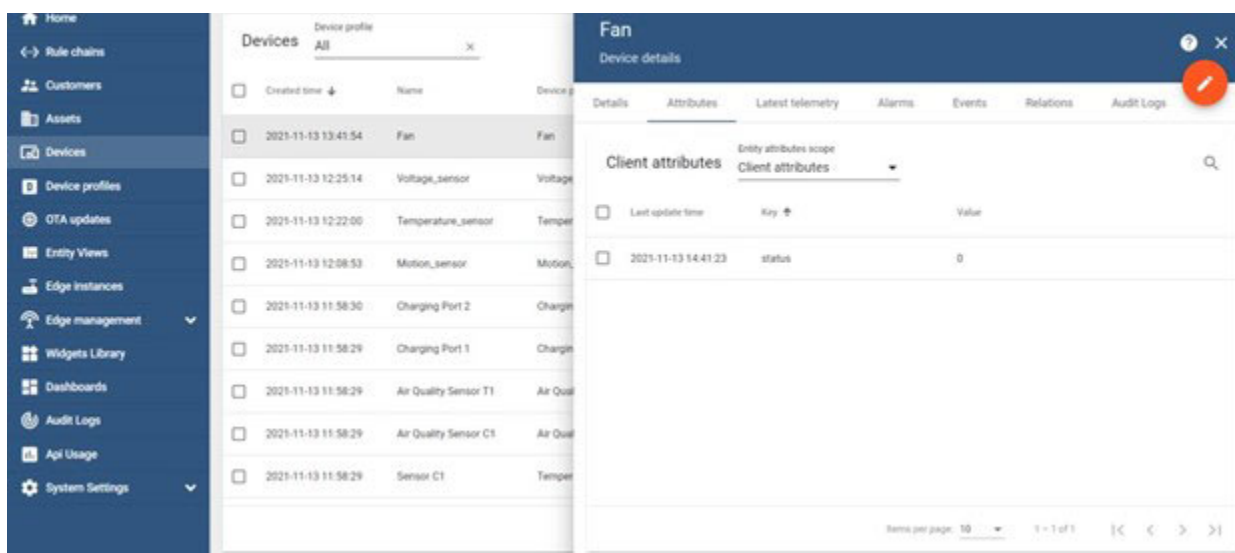 Home
Rule chains
Customers
Assets
Devices
Device profiles
OTA updates
Entity Views
Edge instances
Edge management
Widgets Library
Dashboards
Audit Logs
Api Usage
System Settings
Devices
Device profile
All
Created time Name Device p
2021-11-13 13:41:54 Fan Fan
2021-11-13 12:25:14 Voltage_sensor Voltage
2021-11-13 12:22:00 Temperature_sensor Temper
2021-11-13 12:08:53 Motion_sensor Motion_
2021-11-13 11:58:30 Charging Port 2 Chargin
2021-11-13 11:58:29 Charging Port 1 Chargin
2021-11-13 11:58:29 Air Quality Sensor T1 Air Qual
2021-11-13 11:58:29 Air Quality Sensor C1 Air Qual
2021-11-13 11:58:29 Sensor C1 Temper
Fan
Device details
Details Attributes Latest telemetry Alarms Events Relations Audit Logs
Client attributes
Entity attributes scope
Client attributes
Last update time Key Value
2021-11-13 14:41:23 status 0
Items per page: 10 1 – 1 of 1